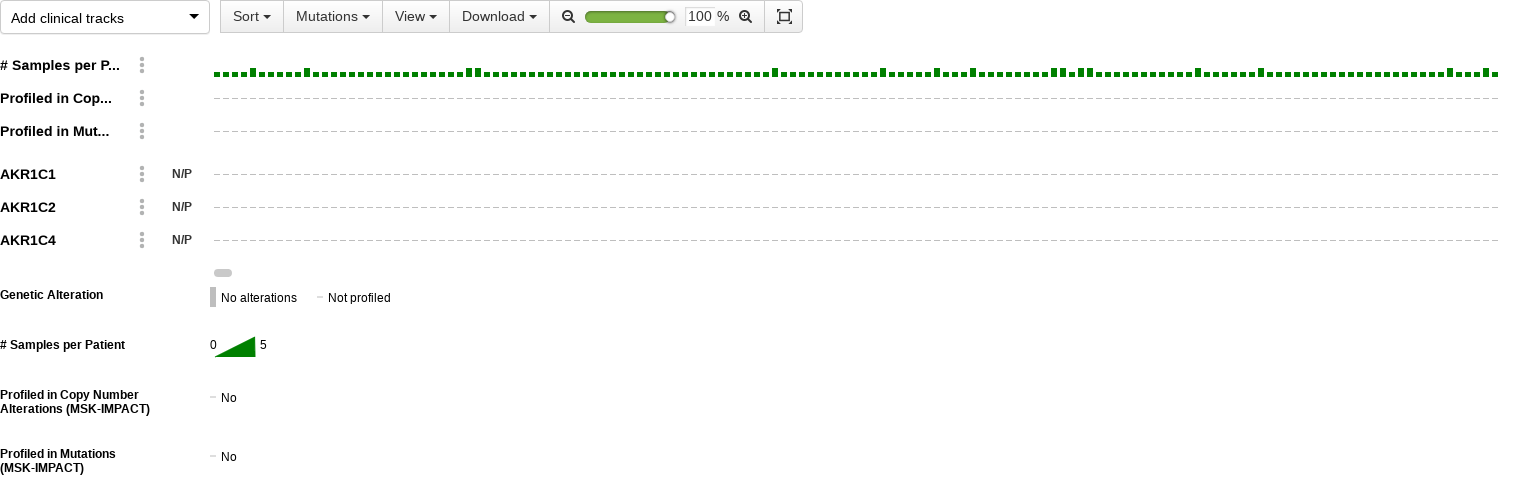 Add clinical tracks
Sort Mutations View Download 100 %
# Samples per P...
Profiled in Cop...
Profiled in Mut...
AKR1C1 N/P
AKR1C2 N/P
AKR1C4 N/P
Genetic Alteration No alterations Not profiled
# Samples per Patient 0 5
Profiled in Copy Number
Alterations (MSK-IMPACT) No
Profiled in Mutations
(MSK-IMPACT) No